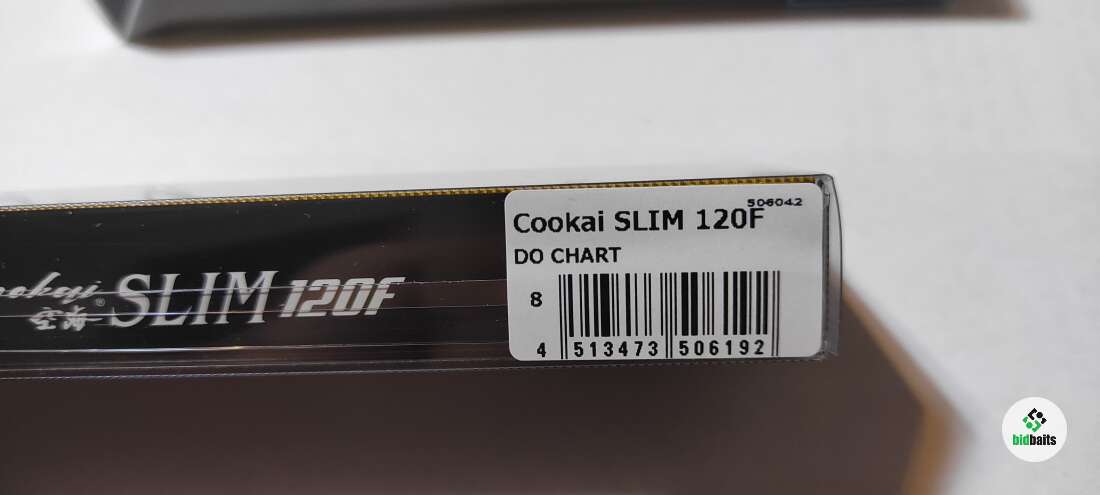 506042
Cookai SLIM 120F
DO CHART
8
4 513473 506192
空海 ® SLIM 120F
bidbaits